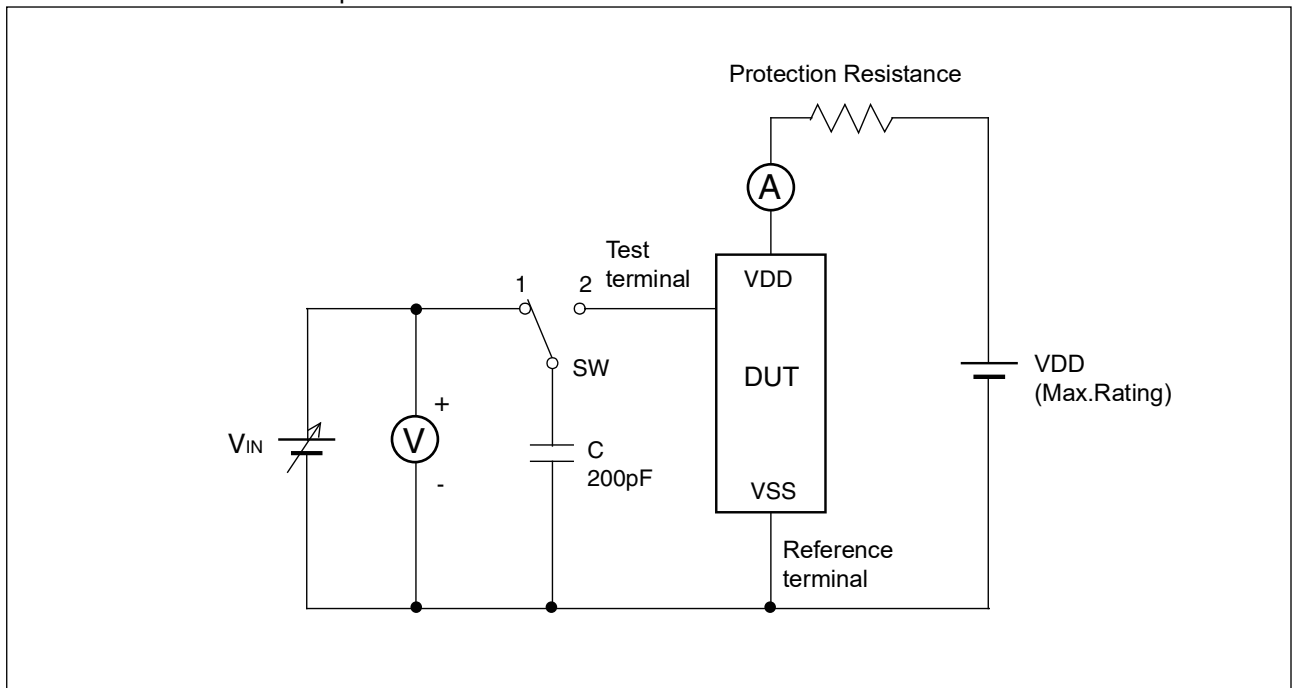 Protection Resistance
A
Test
terminal
1
2
VDD
SW
DUT
VDD
(Max.Rating)
VIN
+
V
-
C
200pF
VSS
Reference
terminal